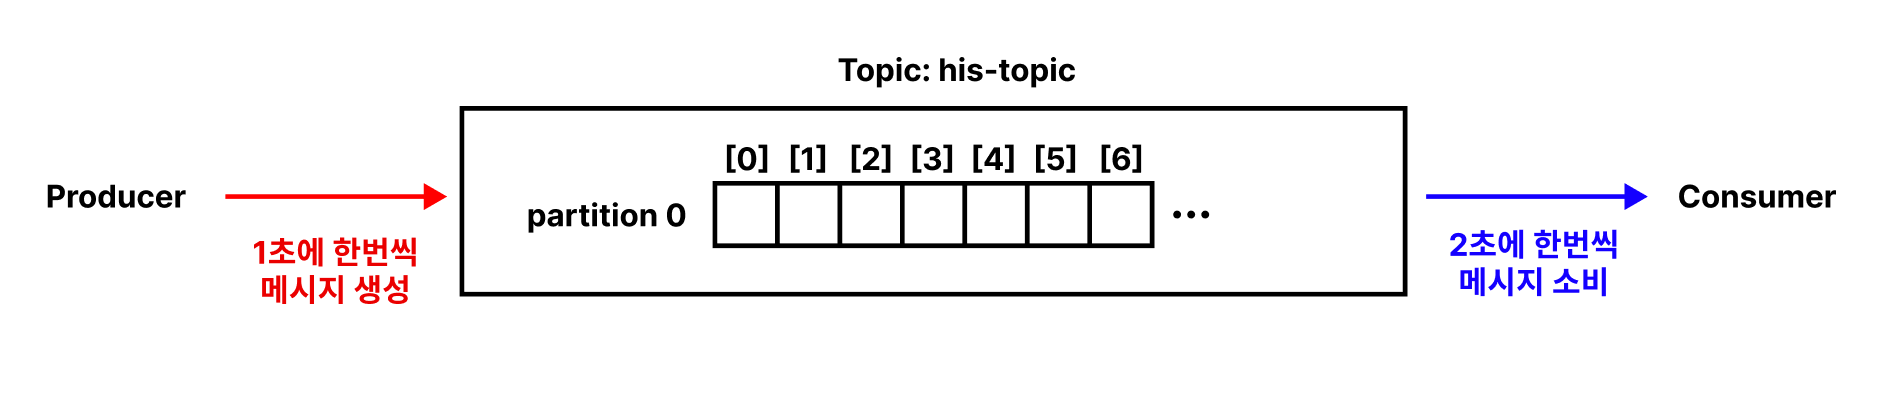 Topic: his-topic
[0] [1] [2] [3] [4] [5] [6]
Producer
partition 0
...
Consumer
1초에 한번씩
메시지 생성
2초에 한번씩
메시지 소비